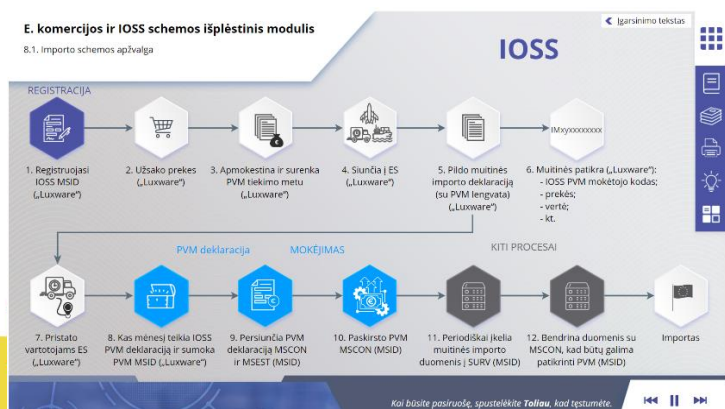 E. komercijos ir IOSS schemos išplėstinis modulis
8.1. Importo schemos apžvalga
Įgarsinimo tekstas
IOSS
REGISTRACIJA
IMxyxxxxxxxx
1. Registruojasi
IOSS MSID
(„Luxware“)
2. Užsako prekes
(„Luxware“)
3. Apmokestina ir surenka
PVM tiekimo metu
(„Luxware“)
4. Siunčia į ES
(„Luxware“)
5. Pildo muitinės
importo deklaraciją
(su PVM lengvata)
(„Luxware“)
6. Muitinės patikra („Luxware“):
- IOSS PVM mokėtojo kodas;
- prekės;
- vertė;
- kt.
PVM deklaracija
MOKĖJIMAS
KITI PROCESAI
7. Pristato
vartotojams ES
(„Luxware“)
8. Kas mėnesį teikia IOSS
PVM deklaraciją ir sumoka
PVM MSID („Luxware“)
9. Persiunčia PVM
deklaraciją MSCON
ir MSEST (MSID)
10. Paskirsto PVM
MSCON (MSID)
11. Periodiškai įkelia
muitinės importo
duomenis į SURV (MSID)
12. Bendrina duomenis su
MSCON, kad būtų galima
patikrinti PVM (MSID)
Importas
Kai būsite pasiruošę, spustelėkite Toliau, kad tęstumėte.